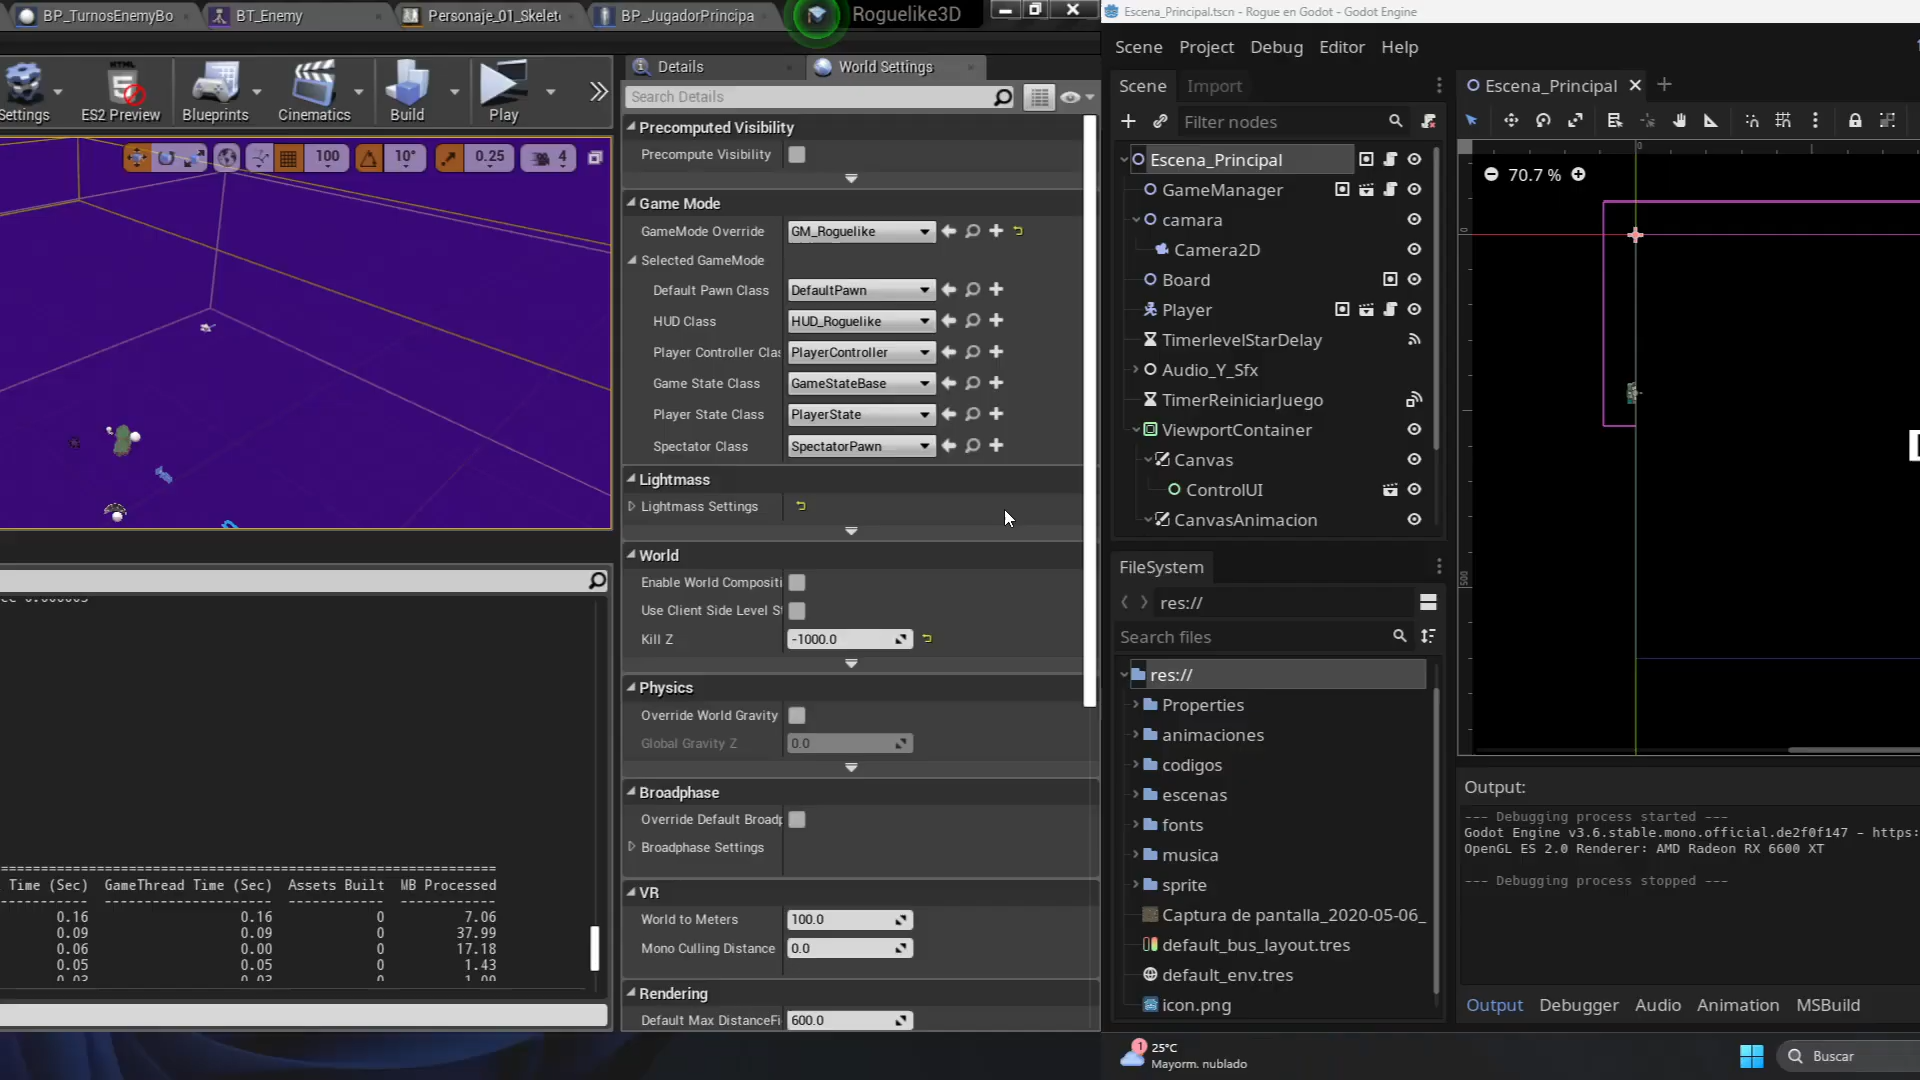 BP_TurnosEnemyBo
BT_Enemy
Personaje_01_Skelet
BP_JugadorPrincipa
Roguelike3D
Settings
ES2 Preview
Blueprints
Cinematics
Build
Play
100
10°
0.25
4
Time (Sec) GameThread Time (Sec) Assets Built MB Processed
0.16 0.16 0 7.06
0.09 0.09 0 37.99
0.06 0.00 0 17.18
0.05 0.05 0 1.43
Details
World Settings
Search Details
Precomputed Visibility
Precompute Visibility
Game Mode
GameMode Override GM_Roguelike
Selected GameMode
Default Pawn Class DefaultPawn
HUD Class HUD_Roguelike
Player Controller Clas PlayerController
Game State Class GameStateBase
Player State Class PlayerState
Spectator Class SpectatorPawn
Lightmass
Lightmass Settings
World
Enable World Compositi
Use Client Side Level St
Kill Z -1000.0
Physics
Override World Gravity
Global Gravity Z 0.0
Broadphase
Override Default Broadp
Broadphase Settings
VR
World to Meters 100.0
Mono Culling Distance 0.0
Rendering
Default Max DistanceFi 600.0
Escena_Principal.tscn - Rogue en Godot - Godot Engine
Scene Project Debug Editor Help
Scene Import
Filter nodes
Escena_Principal
GameManager
camara
Camera2D
Board
Player
TimerlevelStarDelay
Audio_Y_Sfx
TimerReiniciarJuego
ViewportContainer
Canvas
ControlUI
CanvasAnimacion
FileSystem
res://
Search files
res://
Properties
animaciones
codigos
escenas
fonts
musica
sprite
Captura de pantalla_2020-05-06_
default_bus_layout.tres
default_env.tres
icon.png
Escena_Principal
0
70.7 %
0
500
Output:
--- Debugging process started ---
Godot Engine v3.6.stable.mono.official.de2f0f147 - https:
OpenGL ES 2.0 Renderer: AMD Radeon RX 6600 XT
--- Debugging process stopped ---
Output Debugger Audio Animation MSBuild
1
25°C
Mayorm. nublado
Buscar